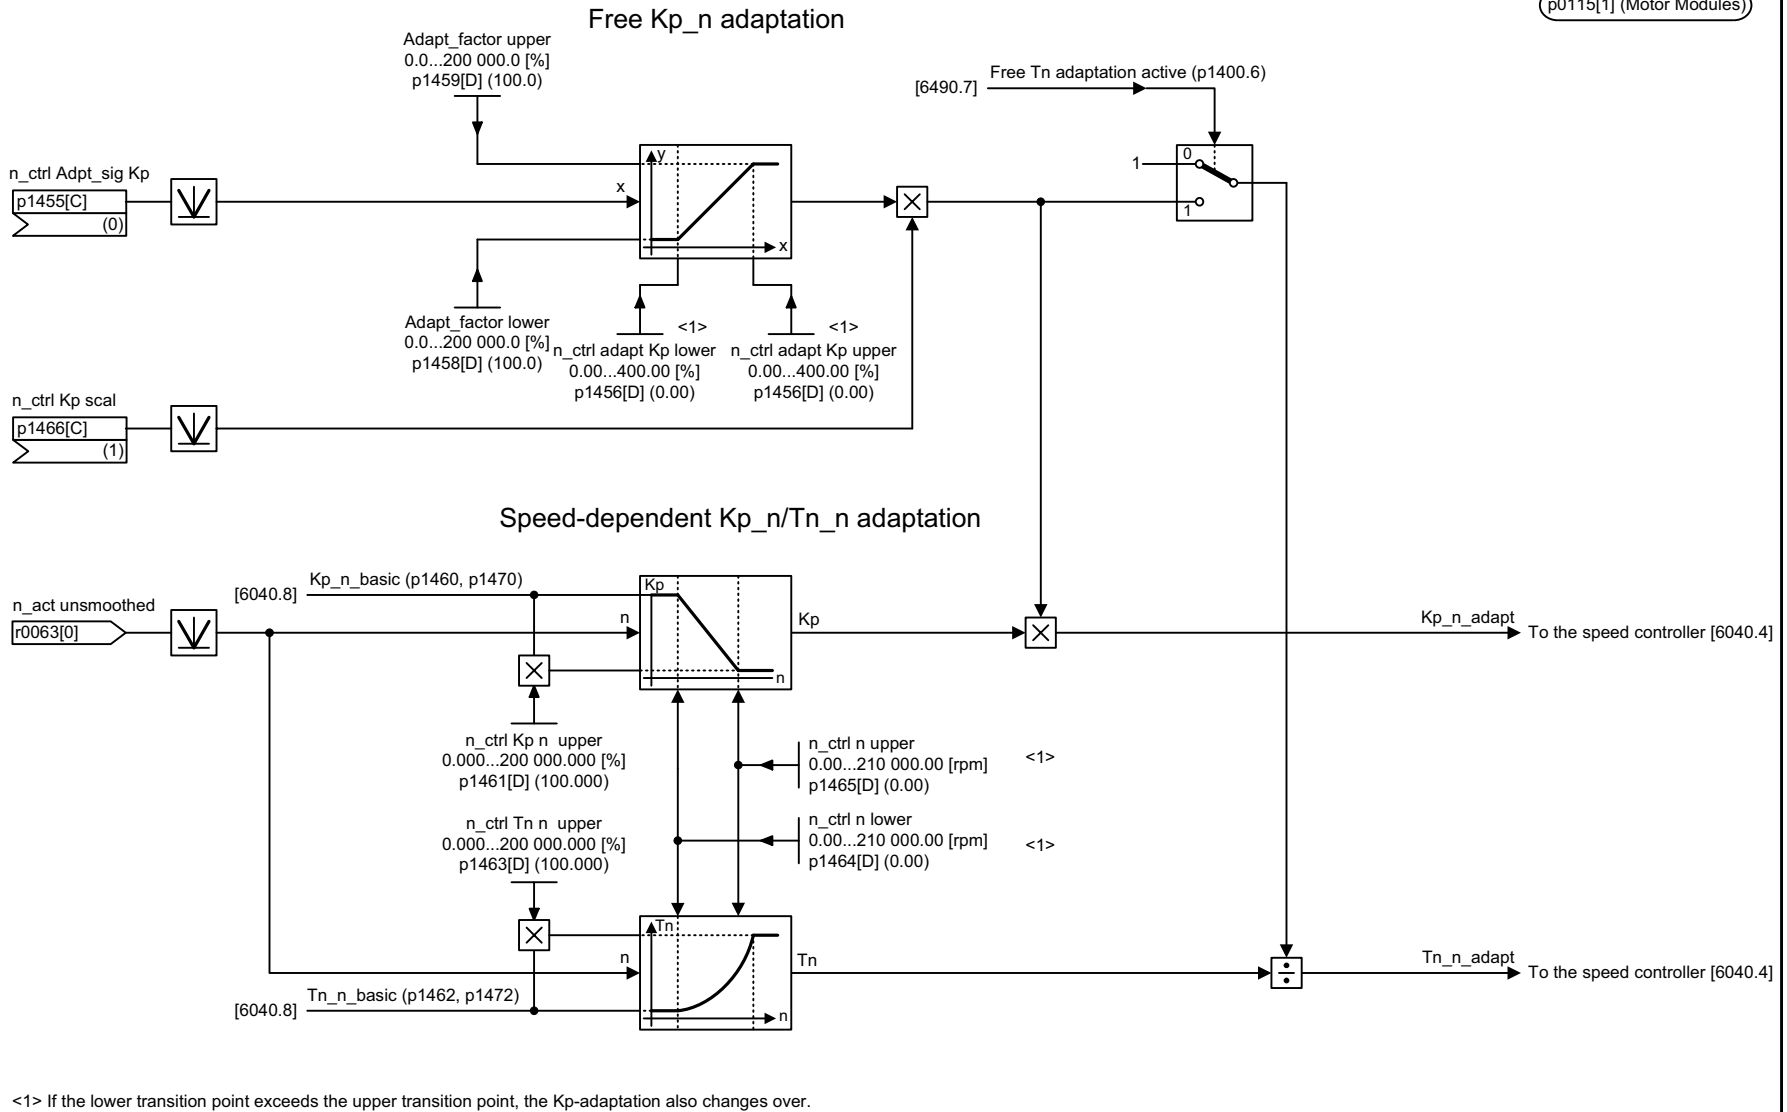 p0115[1] (Motor Modules)
Free Kp_n adaptation
Adapt_factor upper
0.0...200 000.0 [%]
p1459[D] (100.0)
Free Tn adaptation active (p1400.6)
[6490.7]
y
1
0
1
n_ctrl Adpt_sig Kp
p1455[C]
(0)
x
x
Adapt_factor lower
0.0...200 000.0 [%]
p1458[D] (100.0)
<1>
n_ctrl adapt Kp lower
0.00...400.00 [%]
p1456[D] (0.00)
<1>
n_ctrl adapt Kp upper
0.00...400.00 [%]
p1456[D] (0.00)
n_ctrl Kp scal
p1466[C]
(1)
Speed-dependent Kp_n/Tn_n adaptation
Kp_n_basic (p1460, p1470)
[6040.8]
n_act unsmoothed
r0063[0]
Kp
n
n
Kp
Kp_n_adapt
To the speed controller [6040.4]
n_ctrl Kp n upper
0.000...200 000.000 [%]
p1461[D] (100.000)
n_ctrl n upper
0.00...210 000.00 [rpm]
p1465[D] (0.00)
<1>
n_ctrl Tn n upper
0.000...200 000.000 [%]
p1463[D] (100.000)
n_ctrl n lower
0.00...210 000.00 [rpm]
p1464[D] (0.00)
<1>
Tn
n
n
Tn
Tn_n_adapt
To the speed controller [6040.4]
Tn_n_basic (p1462, p1472)
[6040.8]
<1> If the lower transition point exceeds the upper transition point, the Kp-adaptation also changes over.